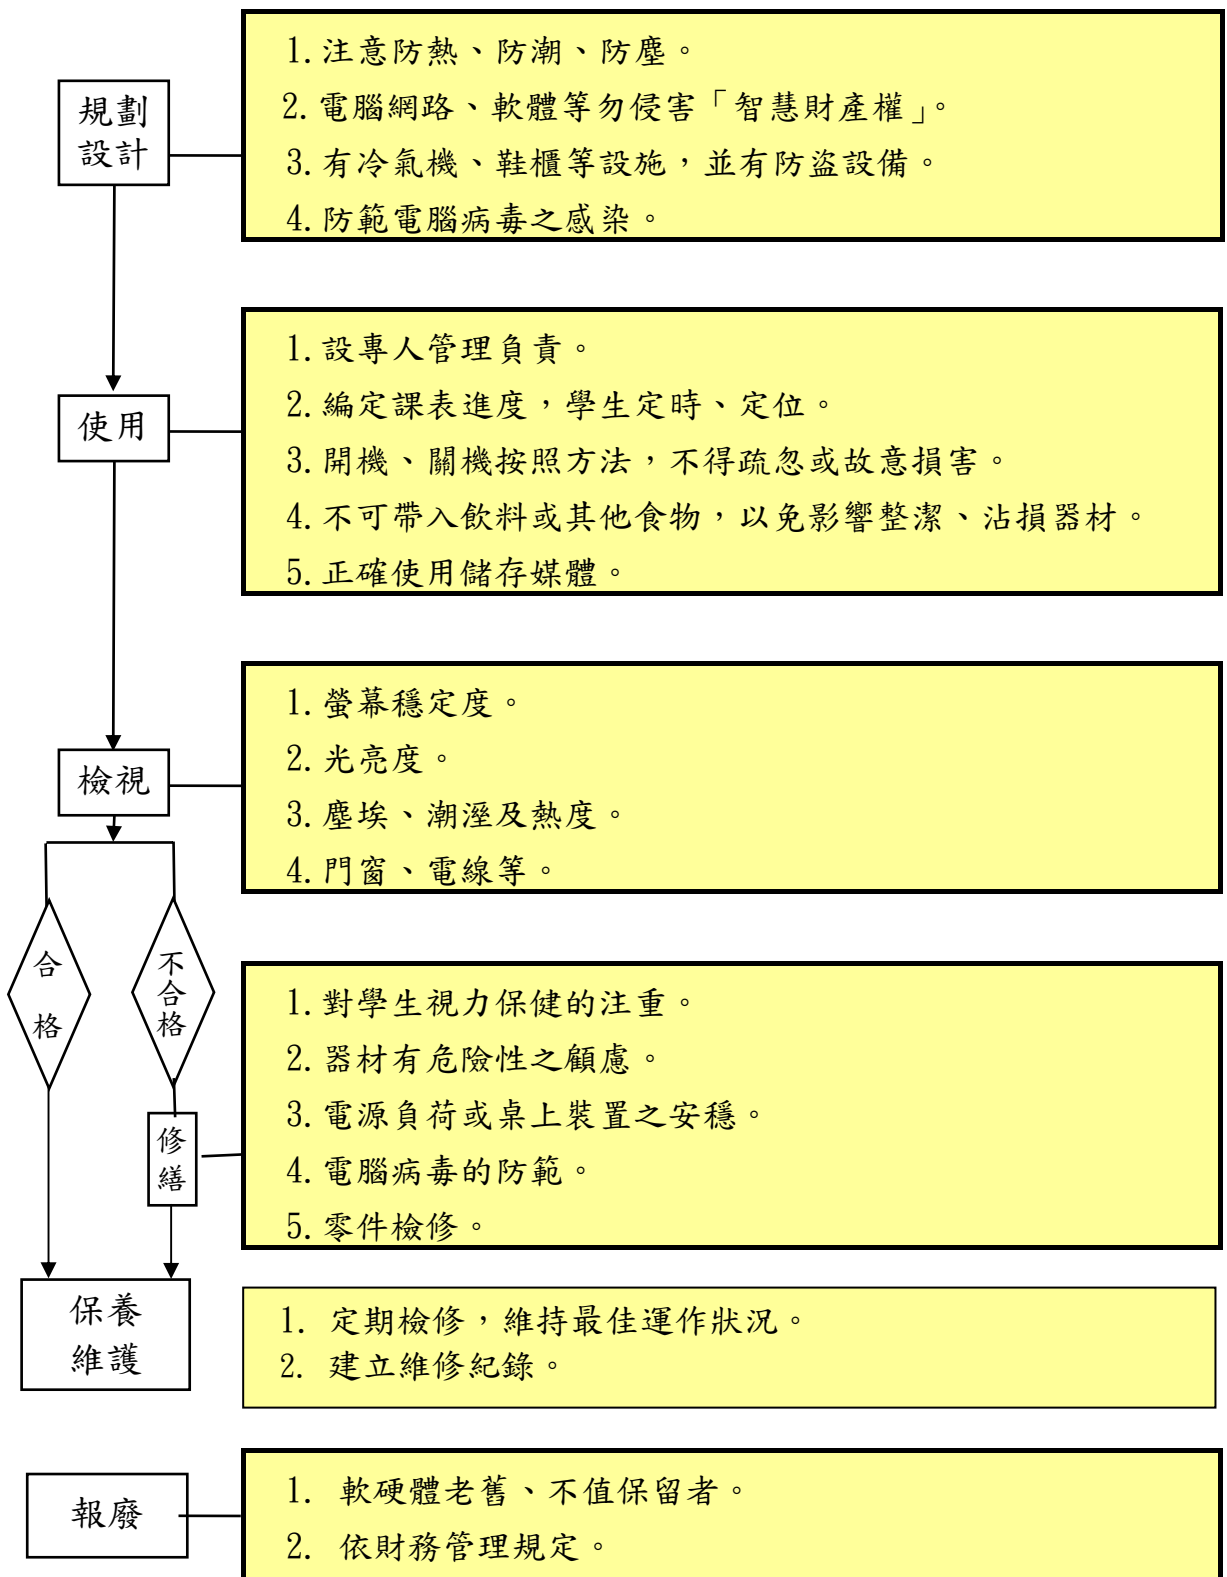 規劃
設計
1.注意防熱、防潮、防塵。
2.電腦網路、軟體等勿侵害「智慧財產權」。
3.有冷氣機、鞋櫃等設施，並有防盜設備。
4.防範電腦病毒之感染。
使用
1.設專人管理負責。
2.編定課表進度，學生定時、定位。
3.開機、關機按照方法，不得疏忽或故意損害。
4.不可帶入飲料或其他食物，以免影響整潔、沾損器材。
5.正確使用儲存媒體。
檢視
1.螢幕穩定度。
2.光亮度。
3.塵埃、潮溼及熱度。
4.門窗、電線等。
合格
不合格
修繕
1.對學生視力保健的注重。
2.器材有危險性之顧慮。
3.電源負荷或桌上裝置之安穩。
4.電腦病毒的防範。
5.零件檢修。
保養
維護
1. 定期檢修，維持最佳運作狀況。
2. 建立維修紀錄。
報廢
1. 軟硬體老舊、不值保留者。
2. 依財務管理規定。